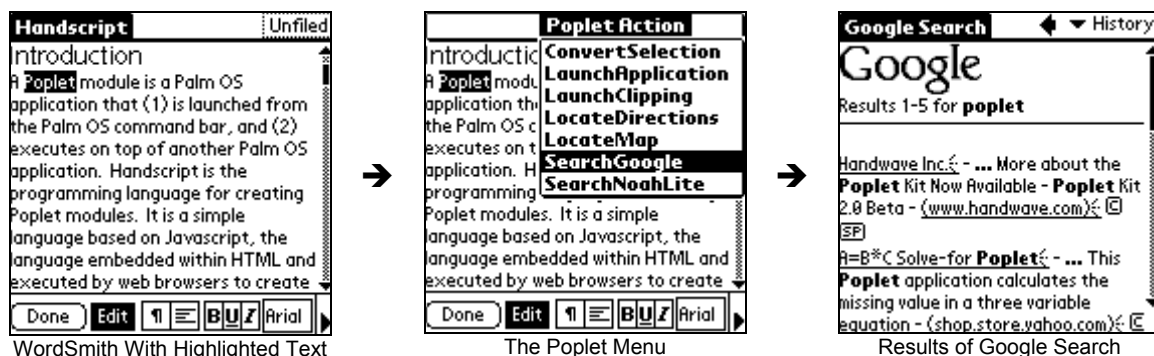 Handscript Unfiled
Introduction
A Poplet module is a Palm OS
application that (1) is launched from
the Palm OS command bar, and (2)
executes on top of another Palm OS
application. Handscript is the
programming language for creating
Poplet modules. It is a simple
language based on Javascript, the
language embedded within HTML and
executed by web browsers to create
Done Edit ¶ B U I Arial
WordSmith With Highlighted Text
Poplet Action
ConvertSelection
LaunchApplication
LaunchClipping
LocateDirections
LocateMap
SearchGoogle
SearchNoahLite
Introductio
A Poplet modu
application th
the Palm OS c
executes on t
application. H
programming
Poplet modules. It is a simple
language based on Javascript, the
language embedded within HTML and
executed by web browsers to create
Done Edit ¶ B U I Arial
The Poplet Menu
Google Search History
Google
Results 1-5 for poplet
Handwave Inc. - ... More about the
Poplet Kit Now Available - Poplet Kit
2.0 Beta - (www.handwave.com) C
SP
A=B*C Solve-for Poplet - ... This
Poplet application calculates the
missing value in a three variable
equation - (shop.store.yahoo.com) C
Results of Google Search